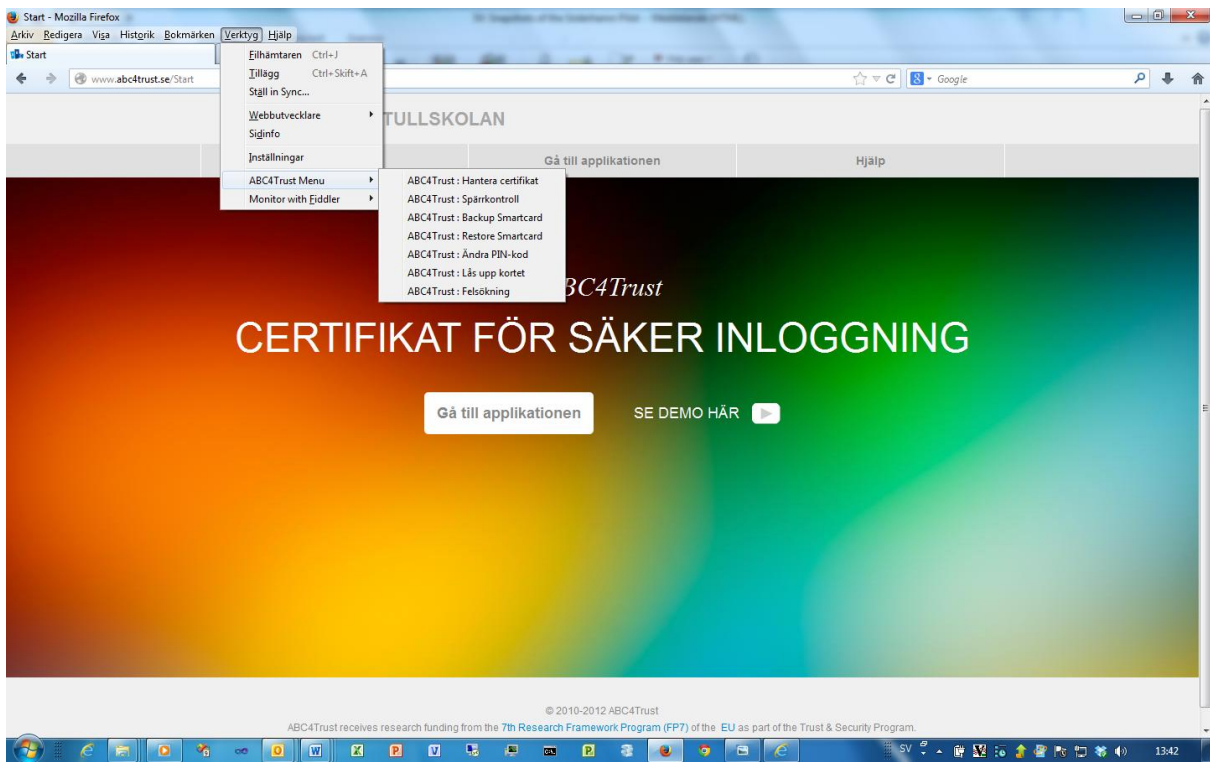 Start - Mozilla Firefox
Arkiv Redigera Visa Historik Bokmärken Verktyg Hjälp
Start
www.abc4trust.se/Start
Google
Filhämtaren Ctrl+J
Tillägg Ctrl+Skift+A
Ställ in Sync...
Webbutvecklare
Sidinfo
Inställningar
ABC4Trust Menu
Monitor with Fiddler
ABC4Trust : Hantera certifikat
ABC4Trust : Spärrkontroll
ABC4Trust : Backup Smartcard
ABC4Trust : Restore Smartcard
ABC4Trust : Ändra PIN-kod
ABC4Trust : Lås upp kortet
ABC4Trust : Felsökning
TULLSKOLAN
Gå till applikationen Hjälp
BC4Trust
CERTIFIKAT FÖR SÄKER INLOGGNING
Gå till applikationen SE DEMO HÄR
© 2010-2012 ABC4Trust
ABC4Trust receives research funding from the 7th Research Framework Program (FP7) of the EU as part of the Trust & Security Program.
SV 13:42